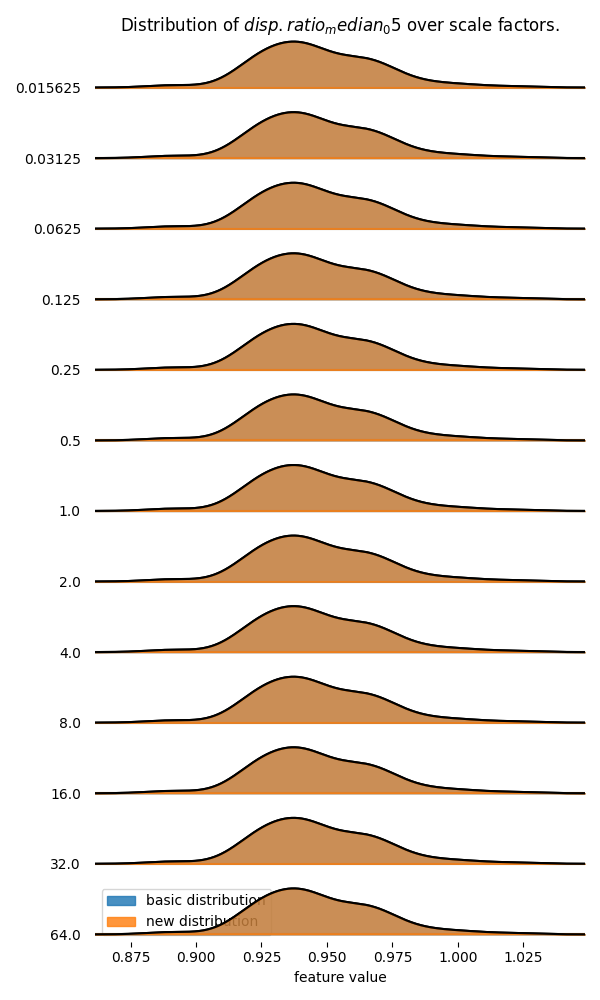 Distribution of disp.ratio_median_05 over scale factors.
0.015625
0.03125
0.0625
0.125
0.25
0.5
1.0
2.0
4.0
8.0
16.0
32.0
basic distribution
new distribution
64.0
0.875 0.900 0.925 0.950 0.975 1.000 1.025
feature value